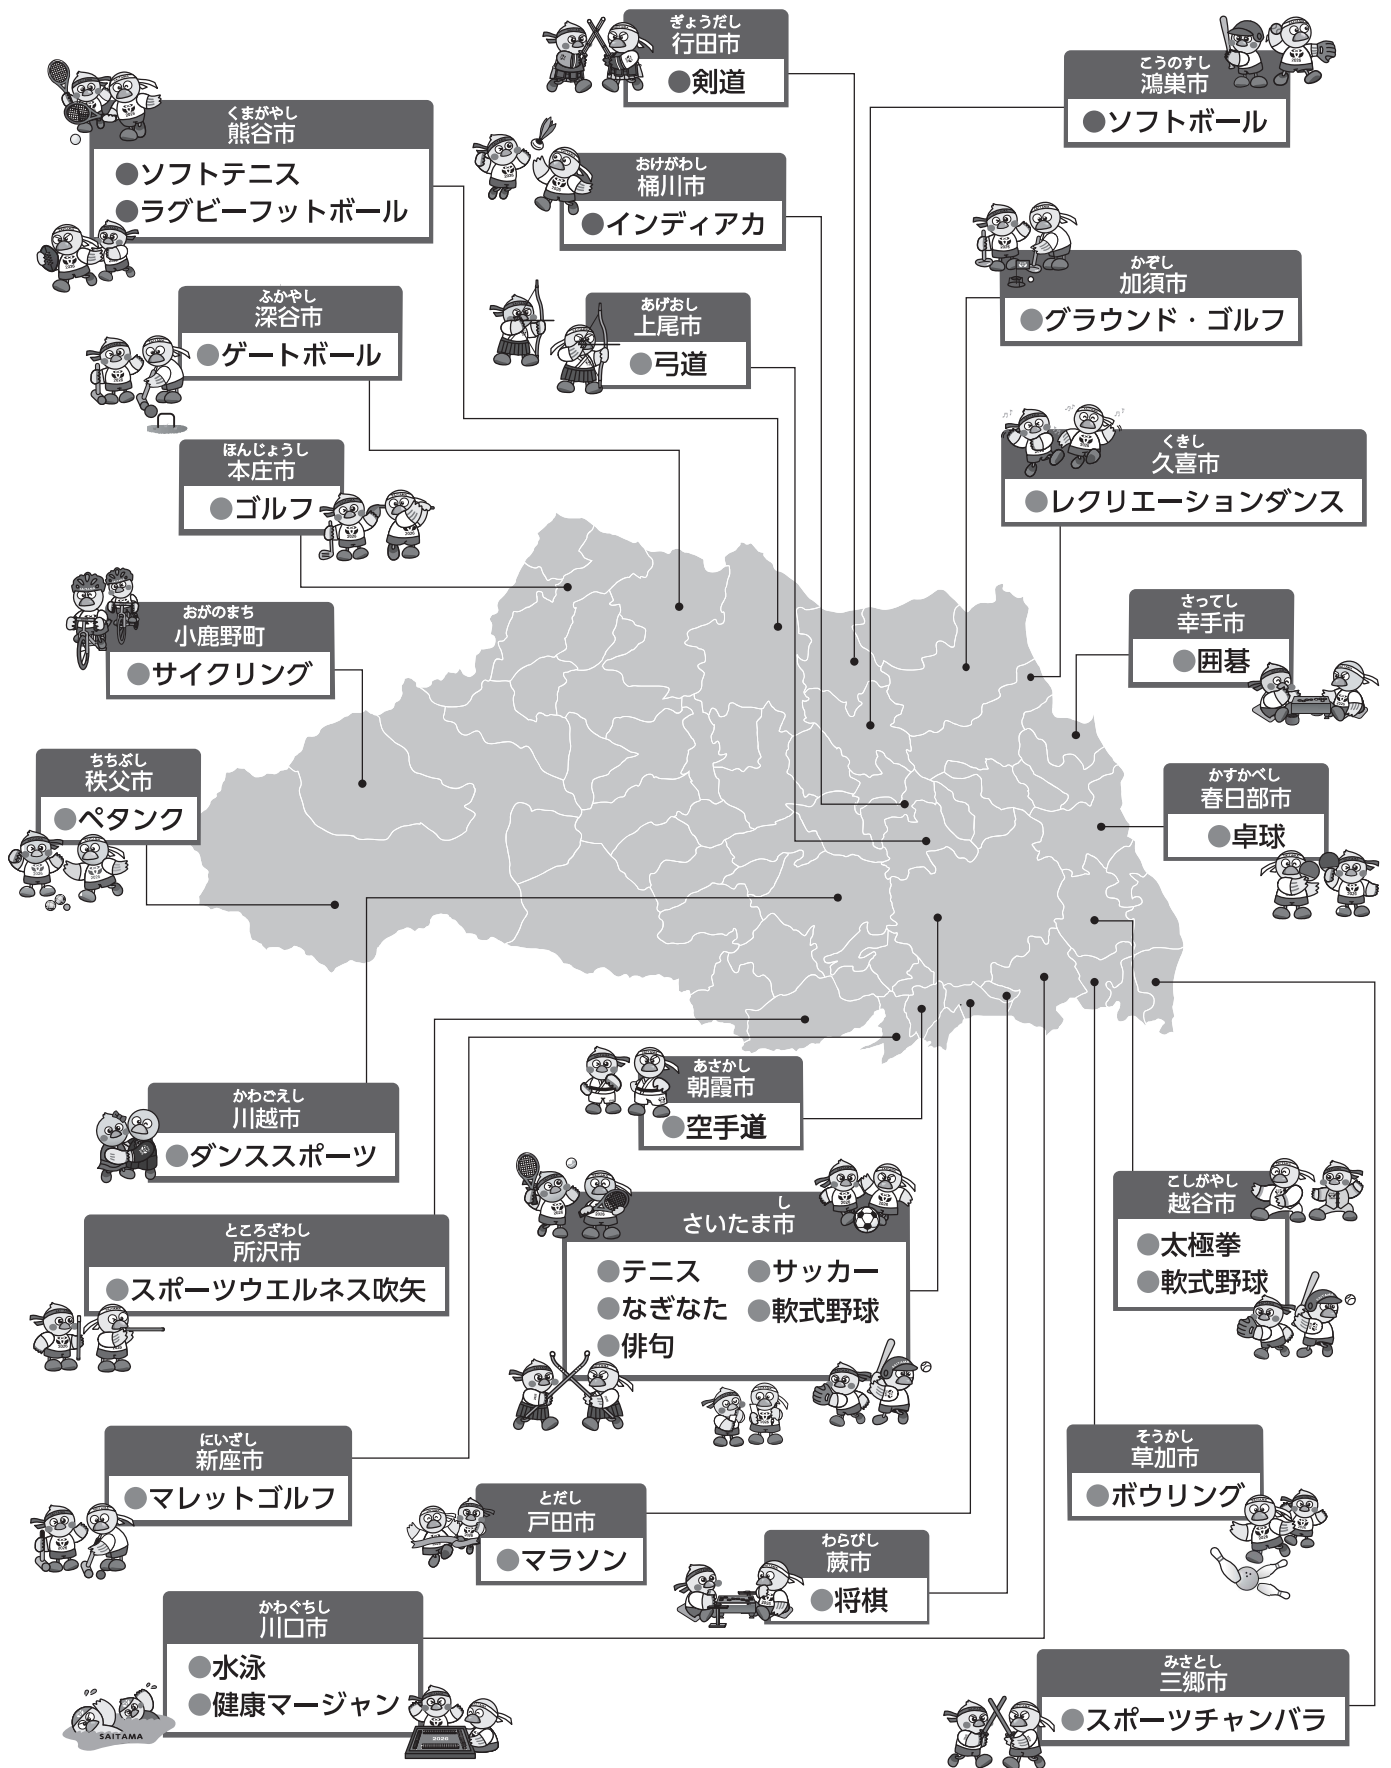 ぎょうだし
行田市
●剣道
こうのすし
鴻巣市
●ソフトボール
くまがやし
熊谷市
●ソフトテニス
●ラグビーフットボール
おけがわし
桶川市
●インディアカ
かぞし
加須市
●グラウンド・ゴルフ
ふかやし
深谷市
●ゲートボール
あげおし
上尾市
●弓道
くきし
久喜市
●レクリエーションダンス
ほんじょうし
本庄市
●ゴルフ
おがのまち
小鹿野町
●サイクリング
さってし
幸手市
●囲碁
ちちぶし
秩父市
●ペタンク
かすかべし
春日部市
●卓球
かわごえし
川越市
●ダンススポーツ
あさかし
朝霞市
●空手道
ところざわし
所沢市
●スポーツウエルネス吹矢
し
さいたま市
●テニス
●サッカー
●なぎなた
●軟式野球
●俳句
こしがやし
越谷市
●太極拳
●軟式野球
にいざし
新座市
●マレットゴルフ
とだし
戸田市
●マラソン
わらびし
蕨市
●将棋
そうかし
草加市
●ボウリング
かわぐちし
川口市
●水泳
●健康マージャン
SAITAMA
2026
みさとし
三郷市
●スポーツチャンバラ